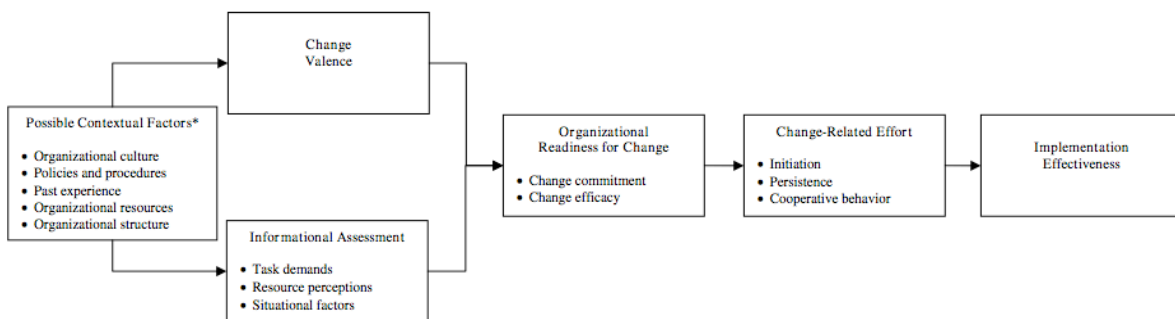 Change
Valence
Possible Contextual Factors*
• Organizational culture
• Policies and procedures
• Past experience
• Organizational resources
• Organizational structure
Informational Assessment
• Task demands
• Resource perceptions
• Situational factors
Organizational
Readiness for Change
• Change commitment
• Change efficacy
Change-Related Effort
• Initiation
• Persistence
• Cooperative behavior
Implementation
Effectiveness